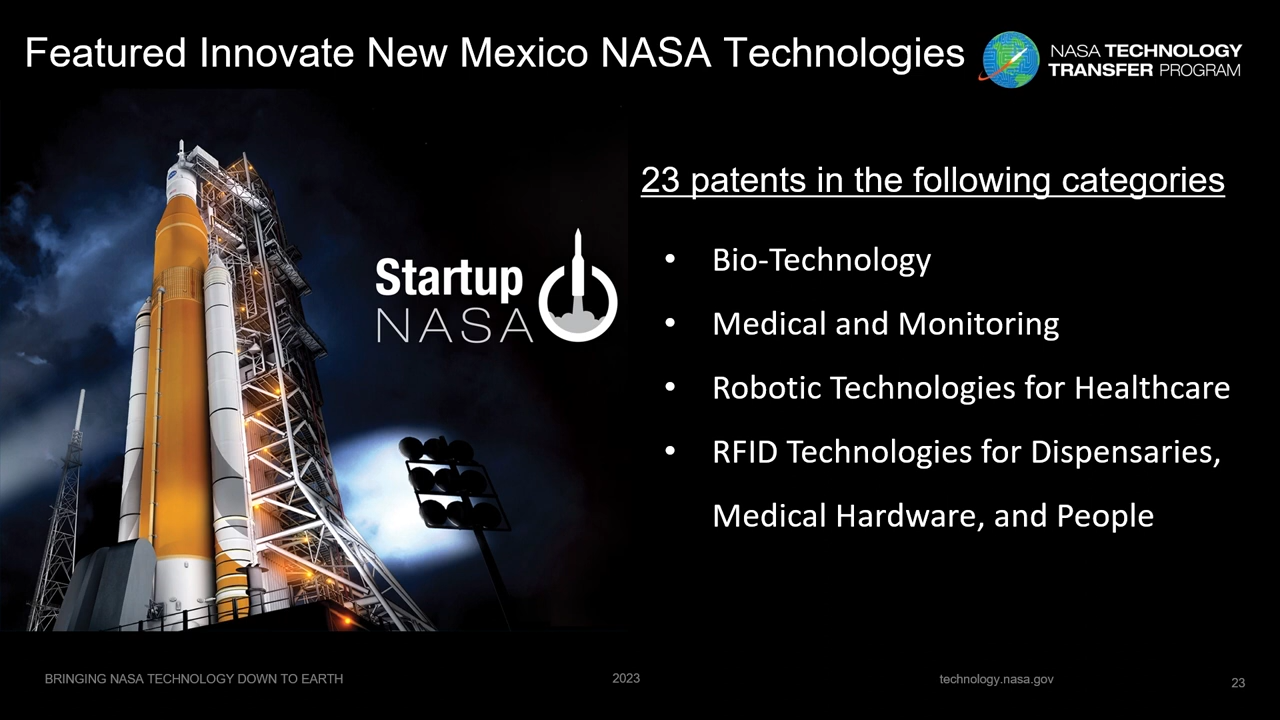 Featured Innovate New Mexico NASA Technologies
NASA TECHNOLOGY
TRANSFER PROGRAM
23 patents in the following categories
• Bio-Technology
• Medical and Monitoring
• Robotic Technologies for Healthcare
• RFID Technologies for Dispensaries,
Medical Hardware, and People
Startup
NASA
BRINGING NASA TECHNOLOGY DOWN TO EARTH
2023
technology.nasa.gov
23